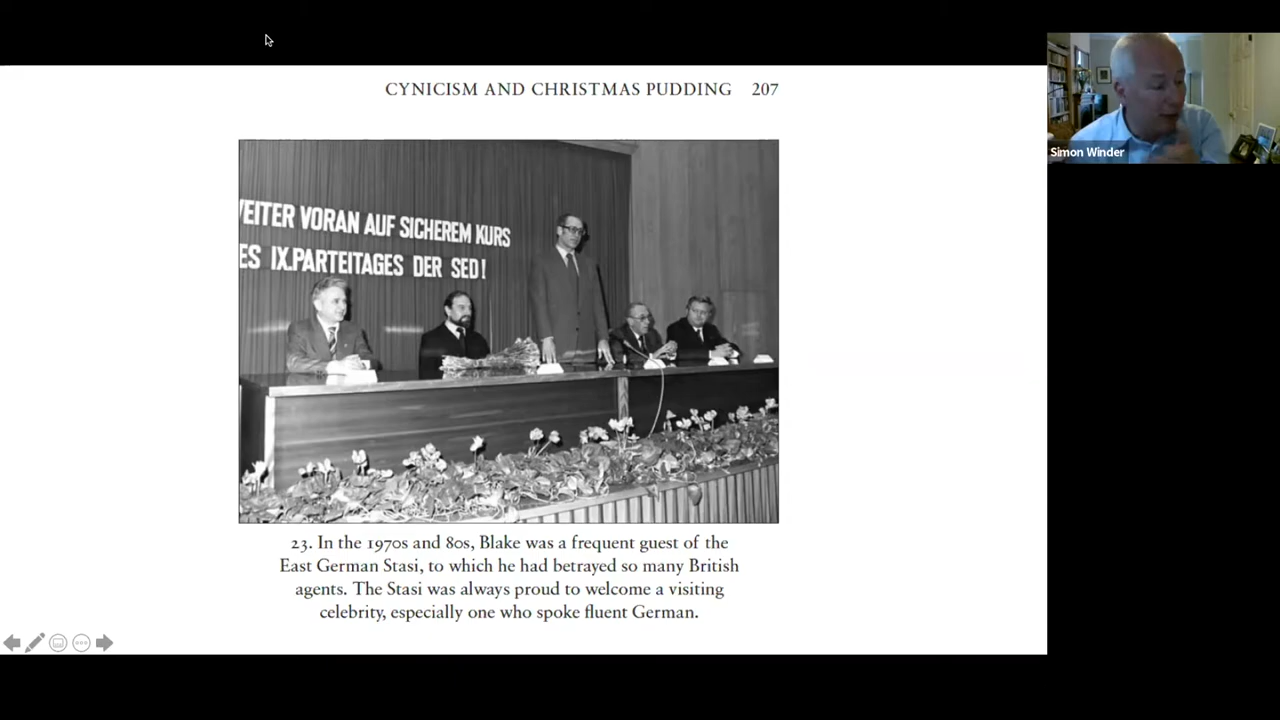 CYNICISM AND CHRISTMAS PUDDING 207
VEITER VORAN AUF SICHEREM KURS
ES IX.PARTEITAGES DER SED!
23. In the 1970s and 80s, Blake was a frequent guest of the
East German Stasi, to which he had betrayed so many British
agents. The Stasi was always proud to welcome a visiting
celebrity, especially one who spoke fluent German.
Simon Winder